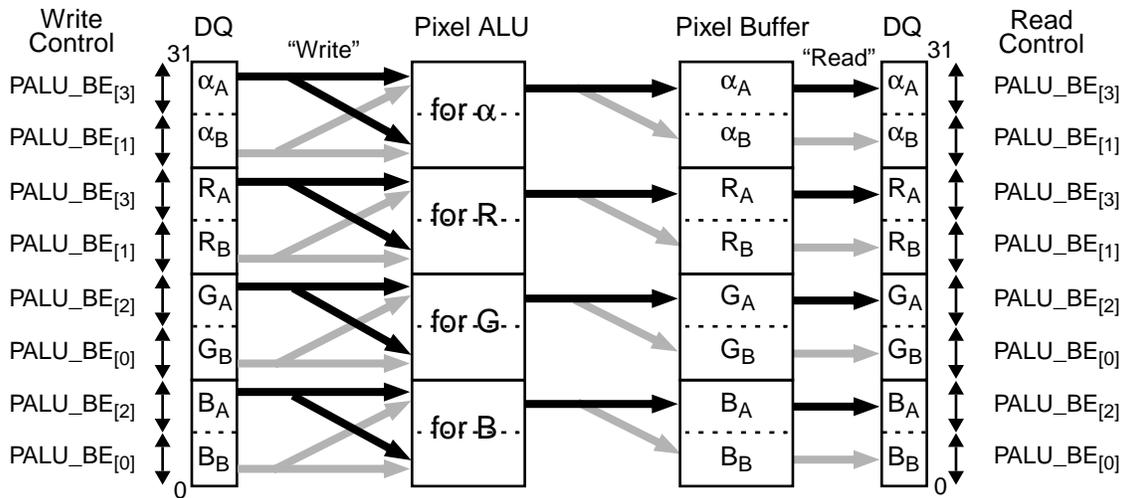 Write Control
DQ
Pixel ALU
Pixel Buffer
DQ
Read Control
31
“Write”
“Read”
31
PALU_BE[3] αA for α αA αA PALU_BE[3]
PALU_BE[1] αB αB αB PALU_BE[1]
PALU_BE[3] RA for R RA RA PALU_BE[3]
PALU_BE[1] RB RB RB PALU_BE[1]
PALU_BE[2] GA for G GA GA PALU_BE[2]
PALU_BE[0] GB GB GB PALU_BE[0]
PALU_BE[2] BA for B BA BA PALU_BE[2]
PALU_BE[0] BB BB BB PALU_BE[0]
0
0